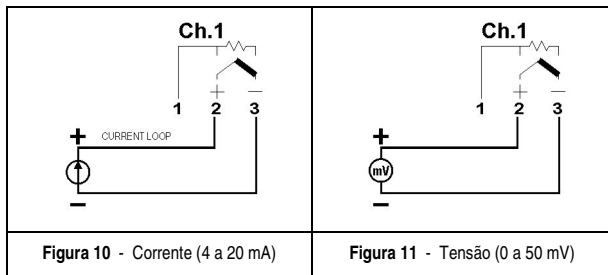 Ch.1
+ −
1 2 3
+ CURRENT LOOP
−
Figura 10 - Corrente (4 a 20 mA)
Ch.1
+ −
1 2 3
+
mV
−
Figura 11 - Tensão (0 a 50 mV)